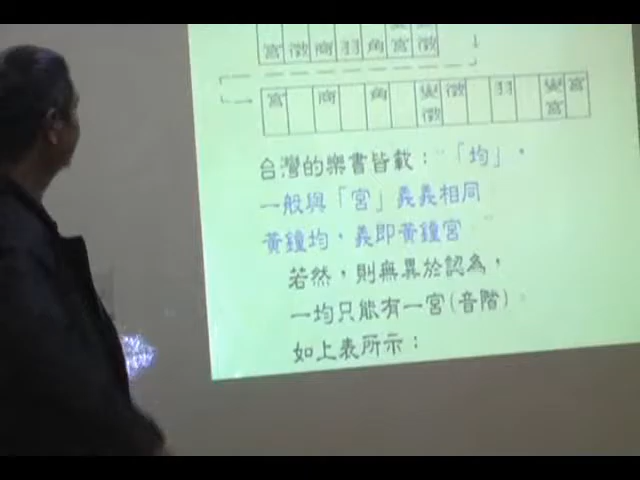 宮徵商羽角變宮變徵
宮 商 角 變徵 徵 羽 變宮 宮
台灣的樂書皆載:「均」,
一般與「宮」義義相同
黃鐘均,義即黃鐘宮
若然,則無異於認為,
一均只能有一宮(音階)
如上表所示: